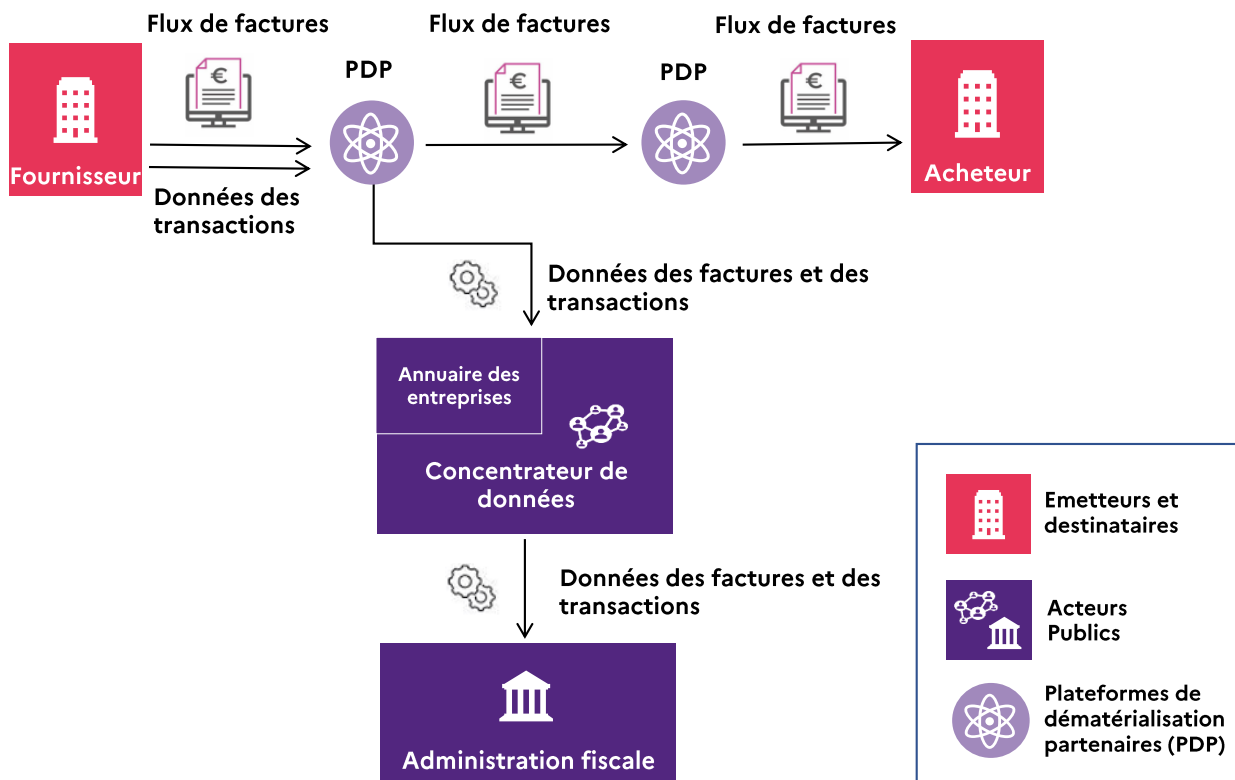 Flux de factures
Flux de factures
Flux de factures
PDP
PDP
€
€
€
Fournisseur
Acheteur
Données des
transactions
Données des factures et des
transactions
Annuaire des
entreprises
Concentrateur de
données
Données des factures et des
transactions
Administration fiscale
Emetteurs et
destinataires
Acteurs
Publics
Plateformes de
dématérialisation
partenaires (PDP)